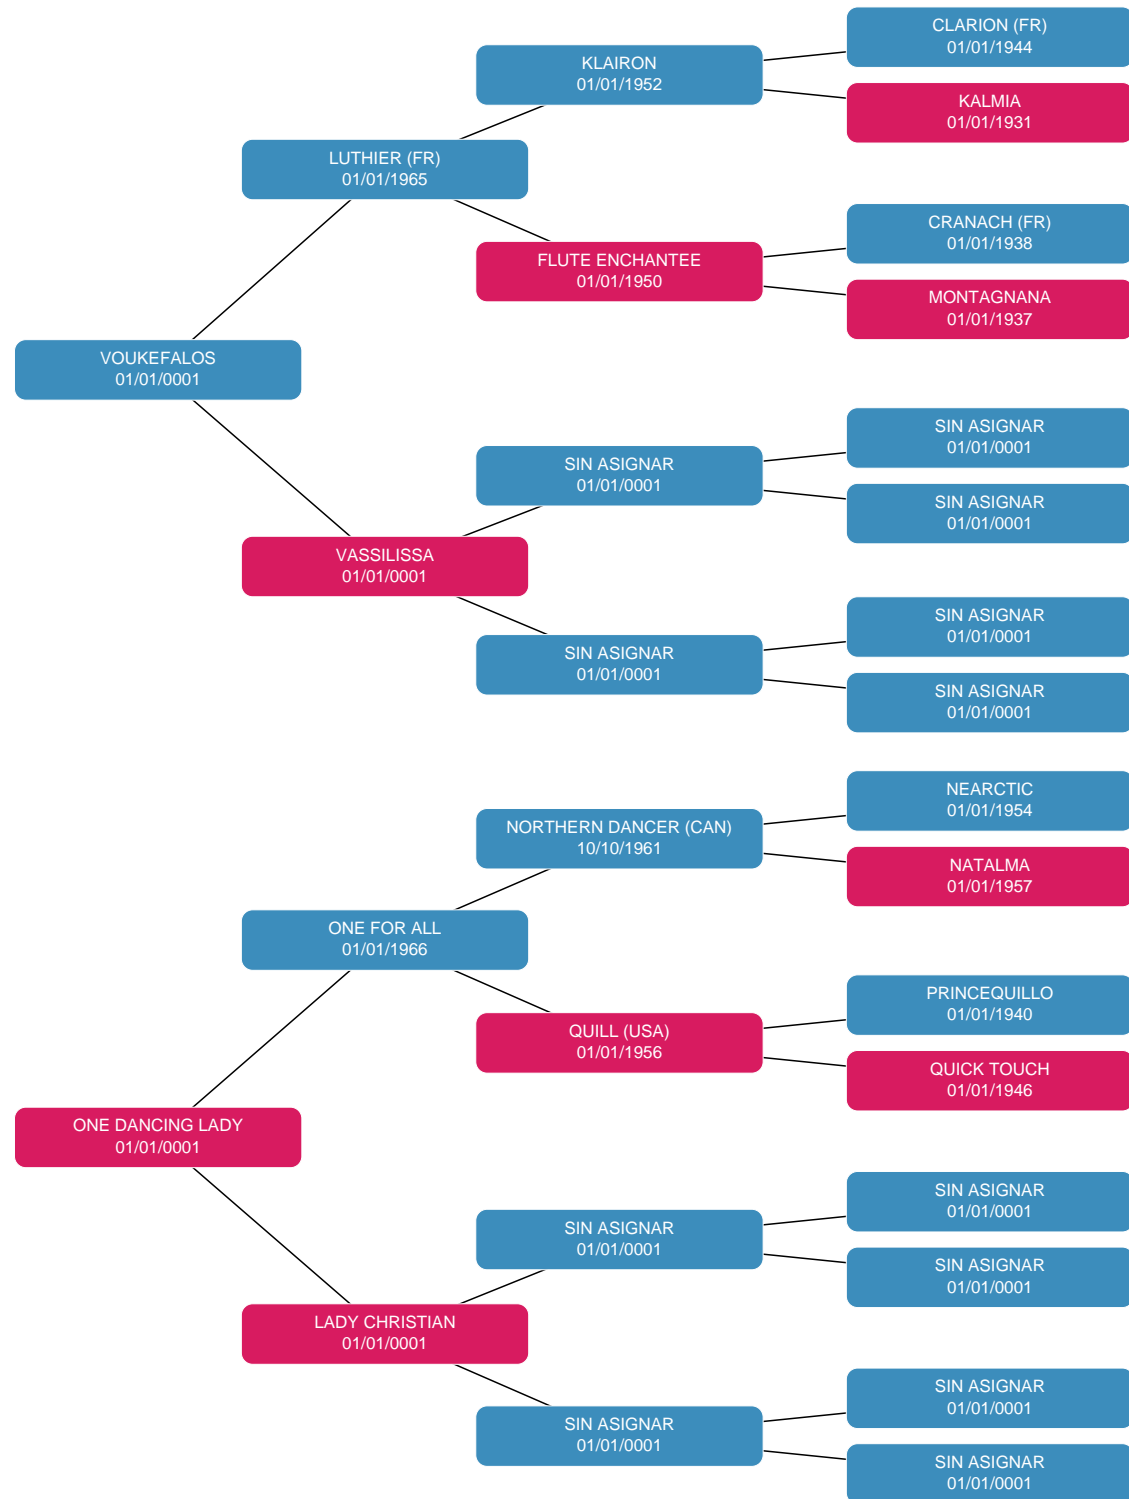 CLARION (FR)
01/01/1944
KLAIRON
01/01/1952
KALMIA
01/01/1931
LUTHIER (FR)
01/01/1965
CRANACH (FR)
01/01/1938
FLUTE ENCHANTEE
01/01/1950
MONTAGNANA
01/01/1937
VOUKEFALOS
01/01/0001
SIN ASIGNAR
01/01/0001
SIN ASIGNAR
01/01/0001
SIN ASIGNAR
01/01/0001
VASSILISSA
01/01/0001
SIN ASIGNAR
01/01/0001
SIN ASIGNAR
01/01/0001
SIN ASIGNAR
01/01/0001
NEARCTIC
01/01/1954
NORTHERN DANCER (CAN)
10/10/1961
NATALMA
01/01/1957
ONE FOR ALL
01/01/1966
PRINCEQUILLO
01/01/1940
QUILL (USA)
01/01/1956
QUICK TOUCH
01/01/1946
ONE DANCING LADY
01/01/0001
SIN ASIGNAR
01/01/0001
SIN ASIGNAR
01/01/0001
SIN ASIGNAR
01/01/0001
LADY CHRISTIAN
01/01/0001
SIN ASIGNAR
01/01/0001
SIN ASIGNAR
01/01/0001
SIN ASIGNAR
01/01/0001